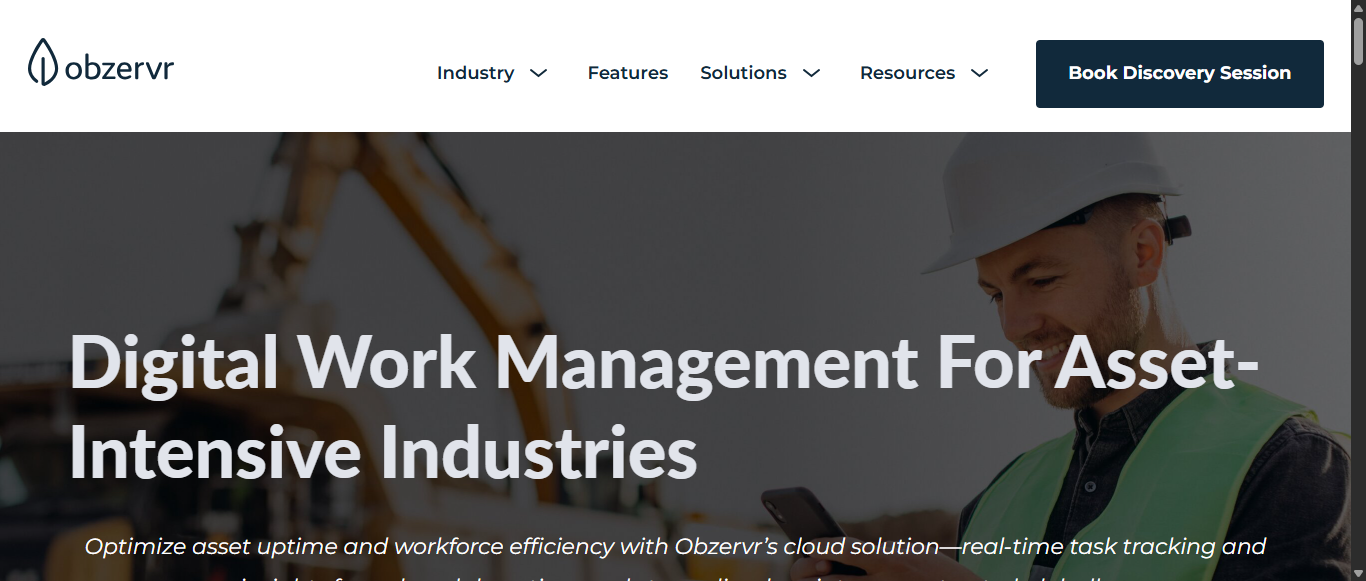 obzervr
Industry
Features
Solutions
Resources
Book Discovery Session
Digital Work Management For Asset-
Intensive Industries
Optimize asset uptime and workforce efficiency with Obzervr’s cloud solution—real-time task tracking and